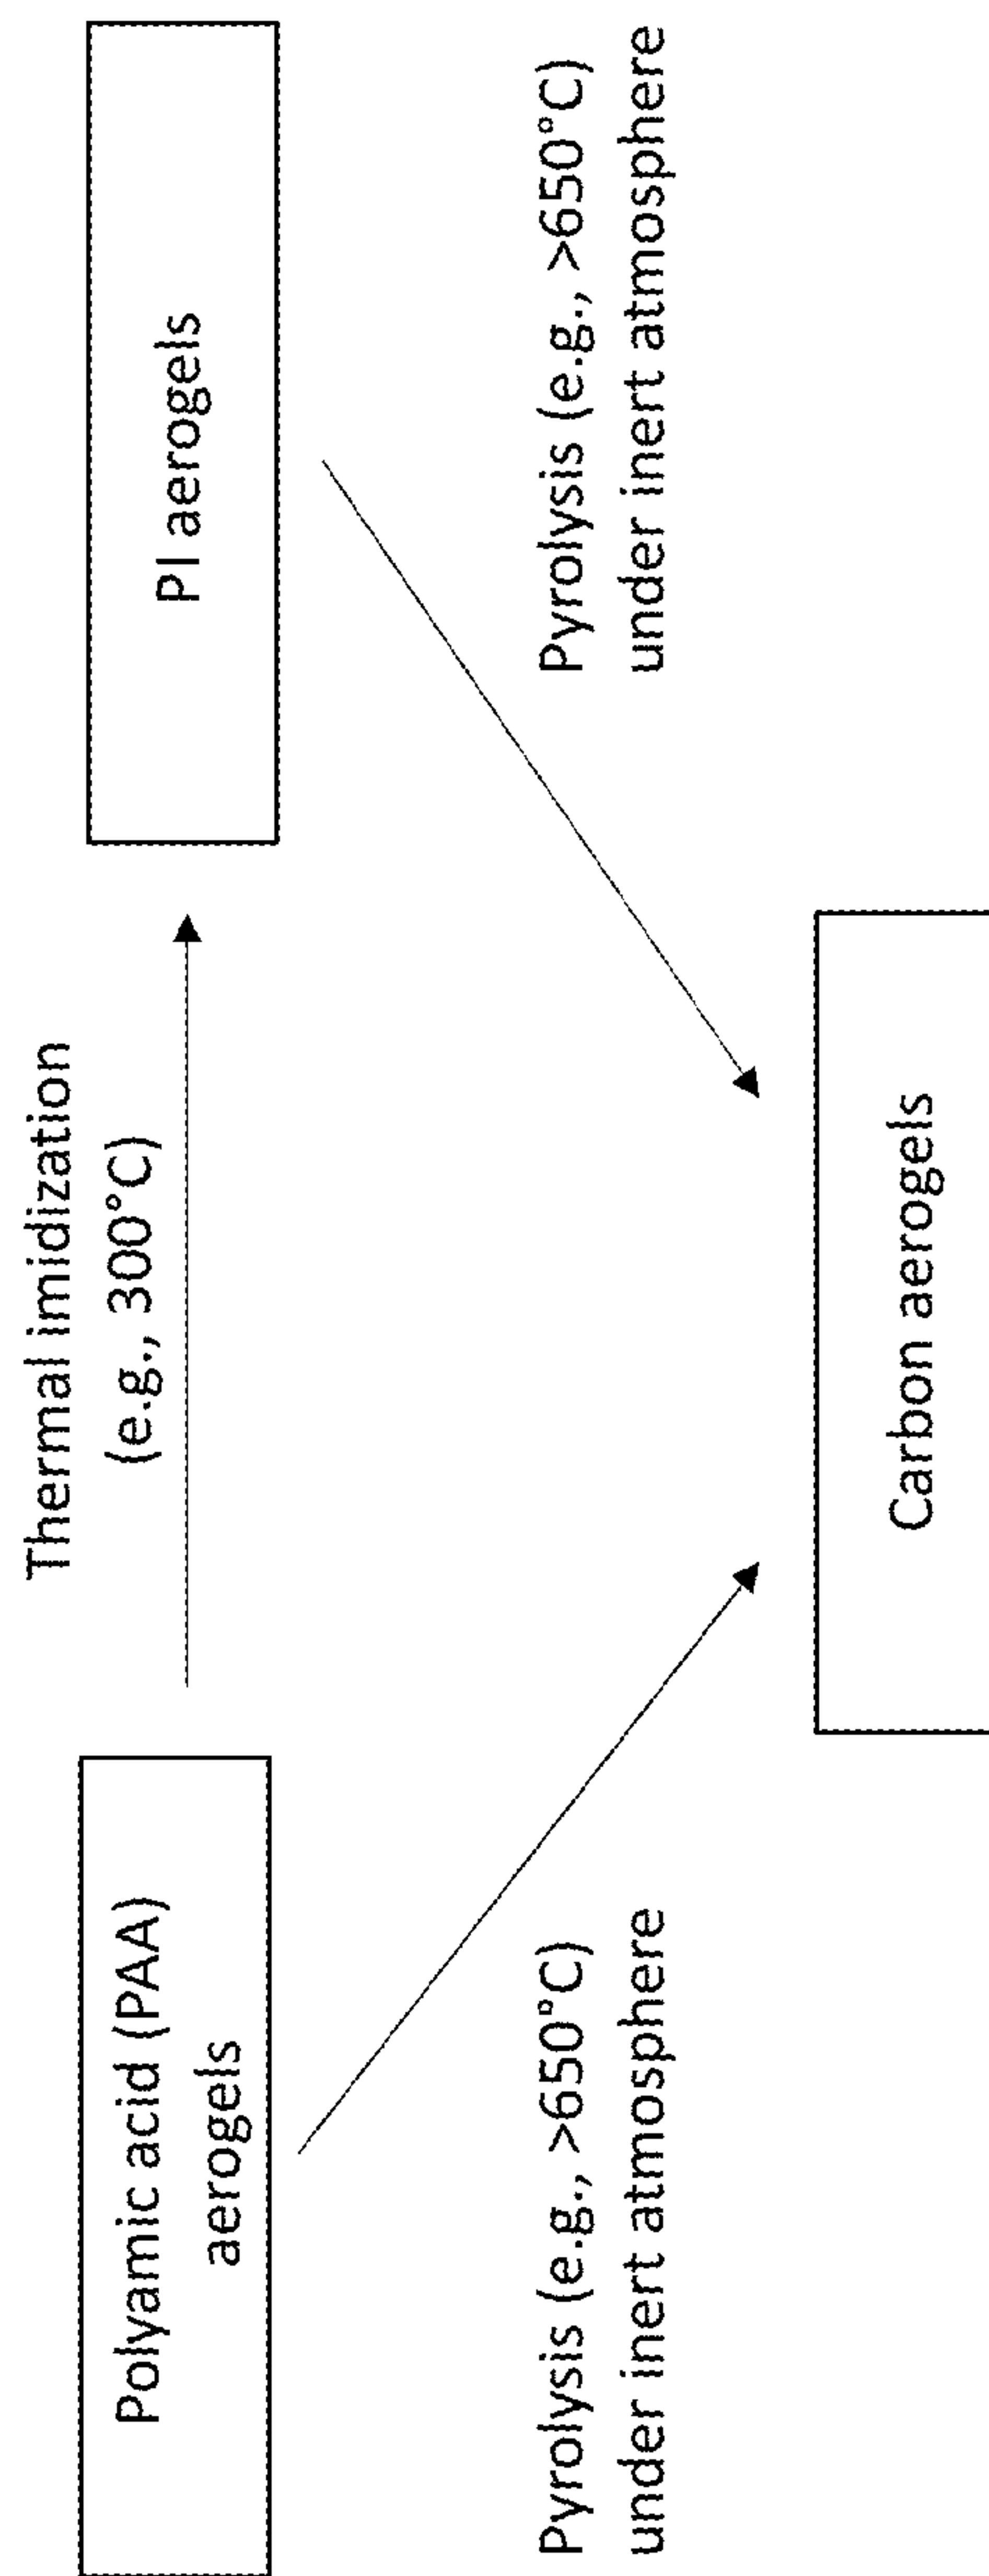 Thermal imidization
(e.g., 300°C)
Polyamic acid (PAA)
aerogels
PI aerogels
Pyrolysis (e.g., >650°C)
under inert atmosphere
Pyrolysis (e.g., >650°C)
under inert atmosphere
Carbon aerogels